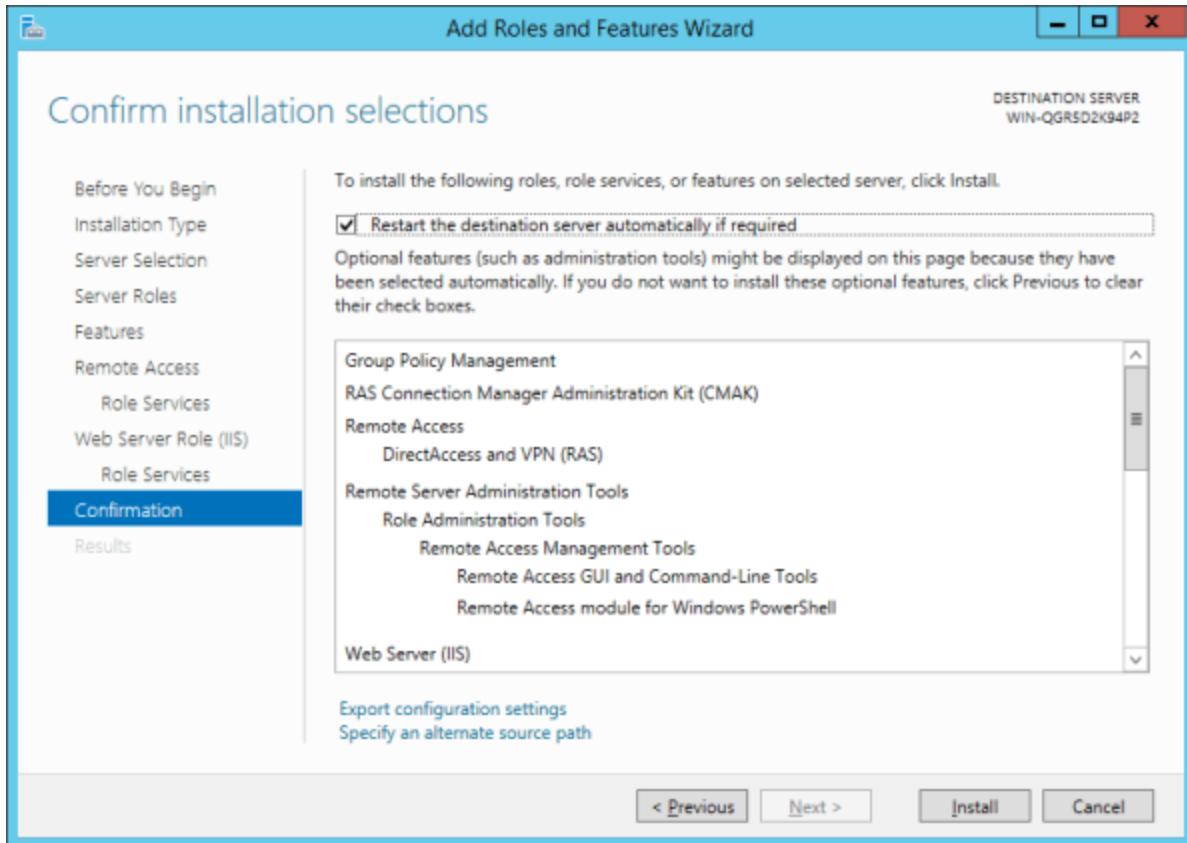 Add Roles and Features Wizard
Confirm installation selections
DESTINATION SERVER
WIN-QGR5D2K94P2
Before You Begin
Installation Type
Server Selection
Server Roles
Features
Remote Access
Role Services
Web Server Role (IIS)
Role Services
Confirmation
Results
To install the following roles, role services, or features on selected server, click Install.
Restart the destination server automatically if required
Optional features (such as administration tools) might be displayed on this page because they have
been selected automatically. If you do not want to install these optional features, click Previous to clear
their check boxes.
Group Policy Management
RAS Connection Manager Administration Kit (CMAK)
Remote Access
DirectAccess and VPN (RAS)
Remote Server Administration Tools
Role Administration Tools
Remote Access Management Tools
Remote Access GUI and Command-Line Tools
Remote Access module for Windows PowerShell
Web Server (IIS)
Export configuration settings
Specify an alternate source path
< Previous
Next >
Install
Cancel